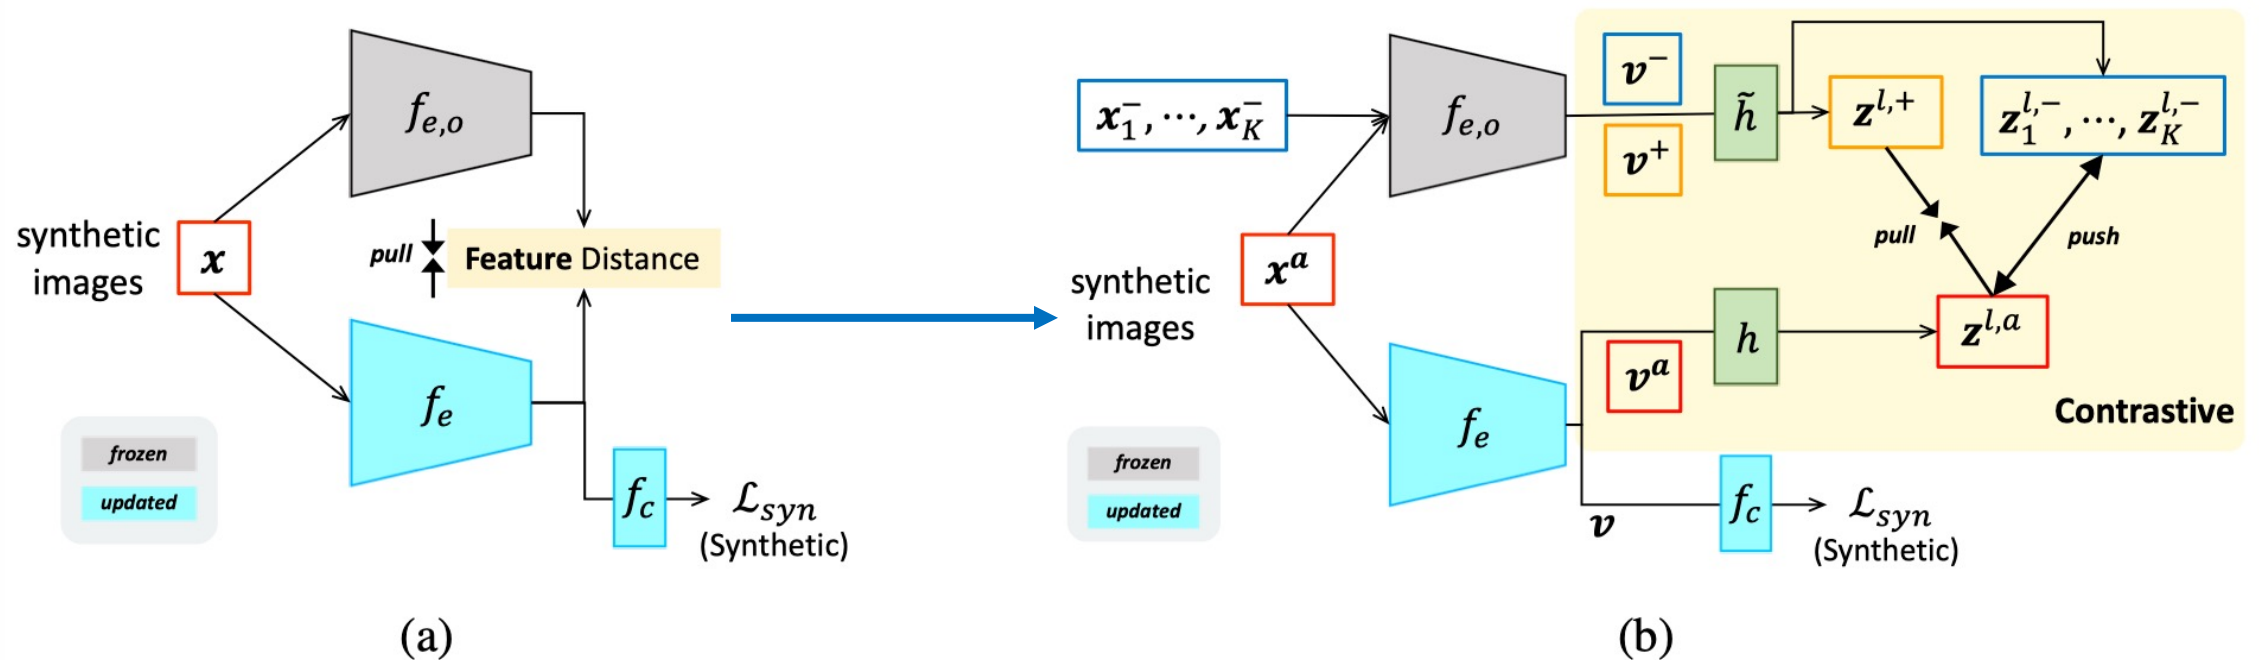 f_{e,o}
synthetic
images
x
pull
Feature Distance
f_e
frozen
updated
f_c
ℒ_{syn}
(Synthetic)
(a)
x_1^-, ⋯, x_K^-
f_{e,o}
v^-
v^+
h̃
z^{l,+}
z_1^{l,-}, ⋯, z_K^{l,-}
synthetic
images
x^a
pull
push
f_e
v^a
h
z^{l,a}
Contrastive
frozen
updated
v
f_c
ℒ_{syn}
(Synthetic)
(b)